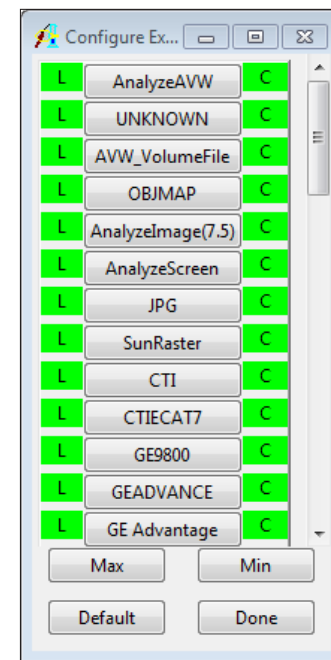 Configure Ex...
L AnalyzeAVW C
L UNKNOWN C
L AVW_VolumeFile C
L OBJMAP C
L AnalyzeImage(7.5) C
L AnalyzeScreen C
L JPG C
L SunRaster C
L CTI C
L CTIECAT7 C
L GE9800 C
L GEADVANCE C
L GE Advantage C
Max Min
Default Done